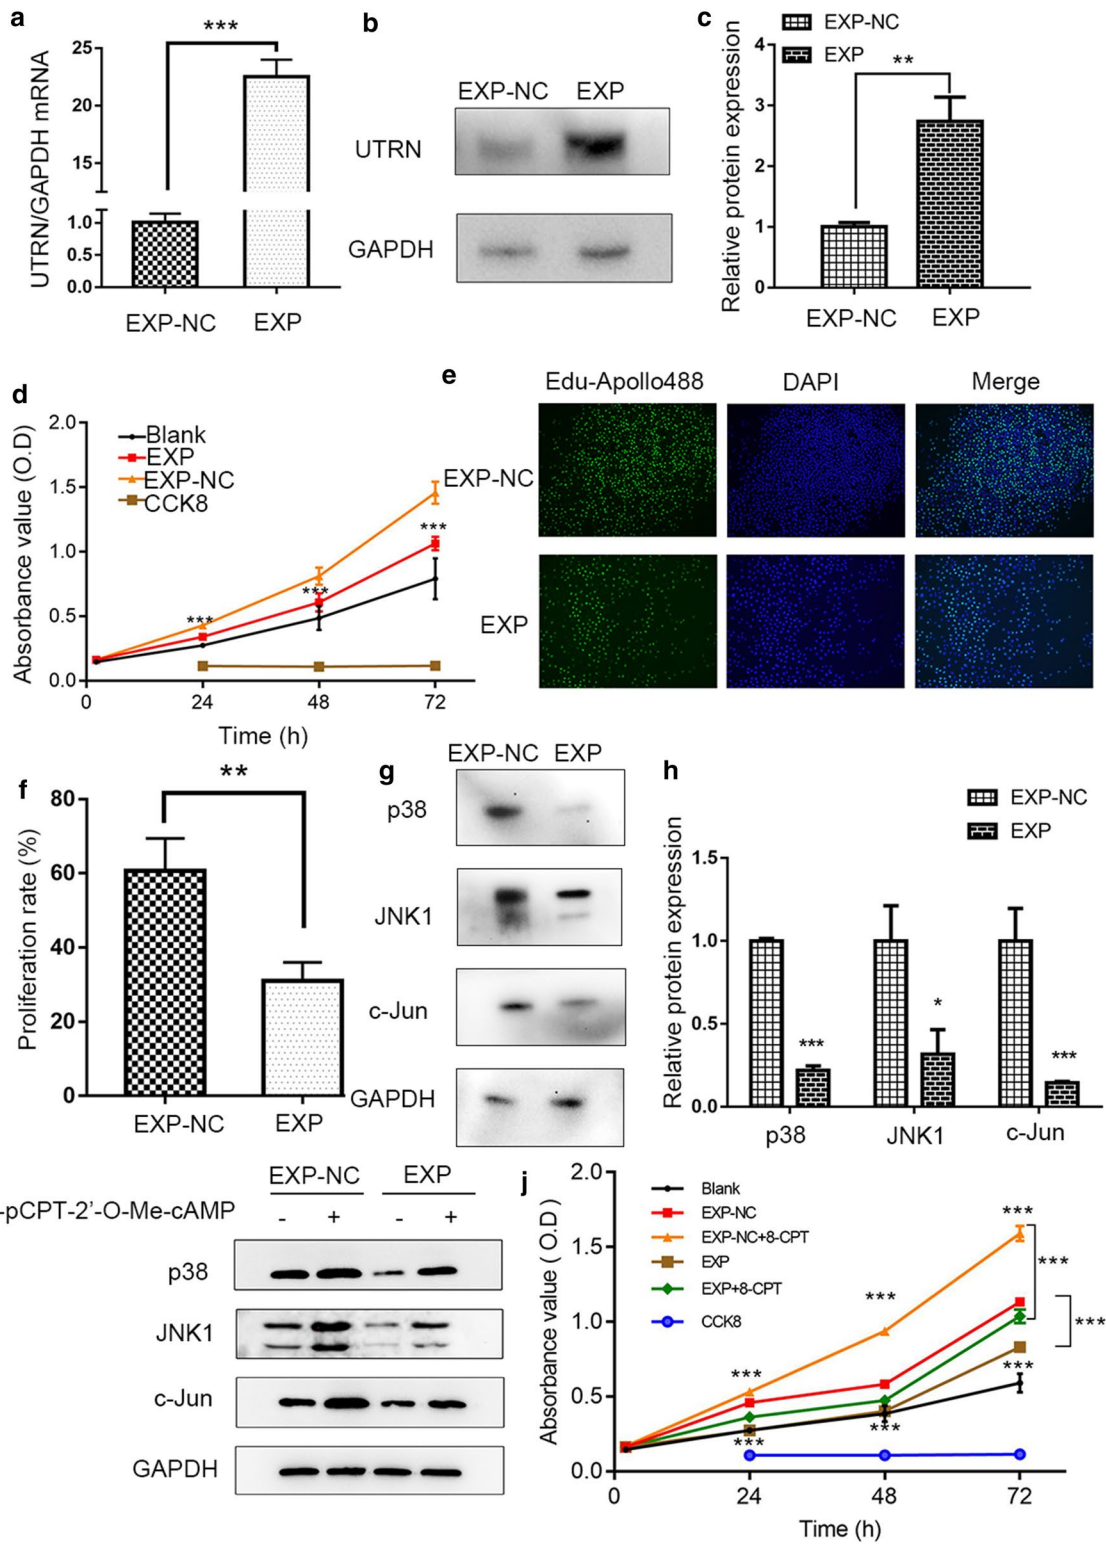 a
***
UTRN/GAPDH mRNA
25
20
15
1.0
0.5
0.0
EXP-NC EXP
b
EXP-NC EXP
UTRN
GAPDH
c
EXP-NC
EXP
**
Relative protein expression
4
3
2
1
0
EXP-NC EXP
d
Absorbance value (O.D)
2.0
1.5
1.0
0.5
0.0
Blank
EXP
EXP-NC
CCK8
***
***
***
0 24 48 72
Time (h)
e
Edu-Apollo488 DAPI Merge
EXP-NC
EXP
f
**
Proliferation rate (%)
80
60
40
20
0
EXP-NC EXP
g
EXP-NC EXP
p38
JNK1
c-Jun
GAPDH
h
EXP-NC
EXP
Relative protein expression
1.5
1.0
0.5
0.0
***
*
***
p38 JNK1 c-Jun
EXP-NC EXP
-pCPT-2'-O-Me-cAMP - + - +
p38
JNK1
c-Jun
GAPDH
j
Absorbance value ( O.D )
2.0
1.5
1.0
0.5
0.0
Blank
EXP-NC
EXP-NC+8-CPT
EXP
EXP+8-CPT
CCK8
***
***
***
***
***
***
***
***
0 24 48 72
Time (h)